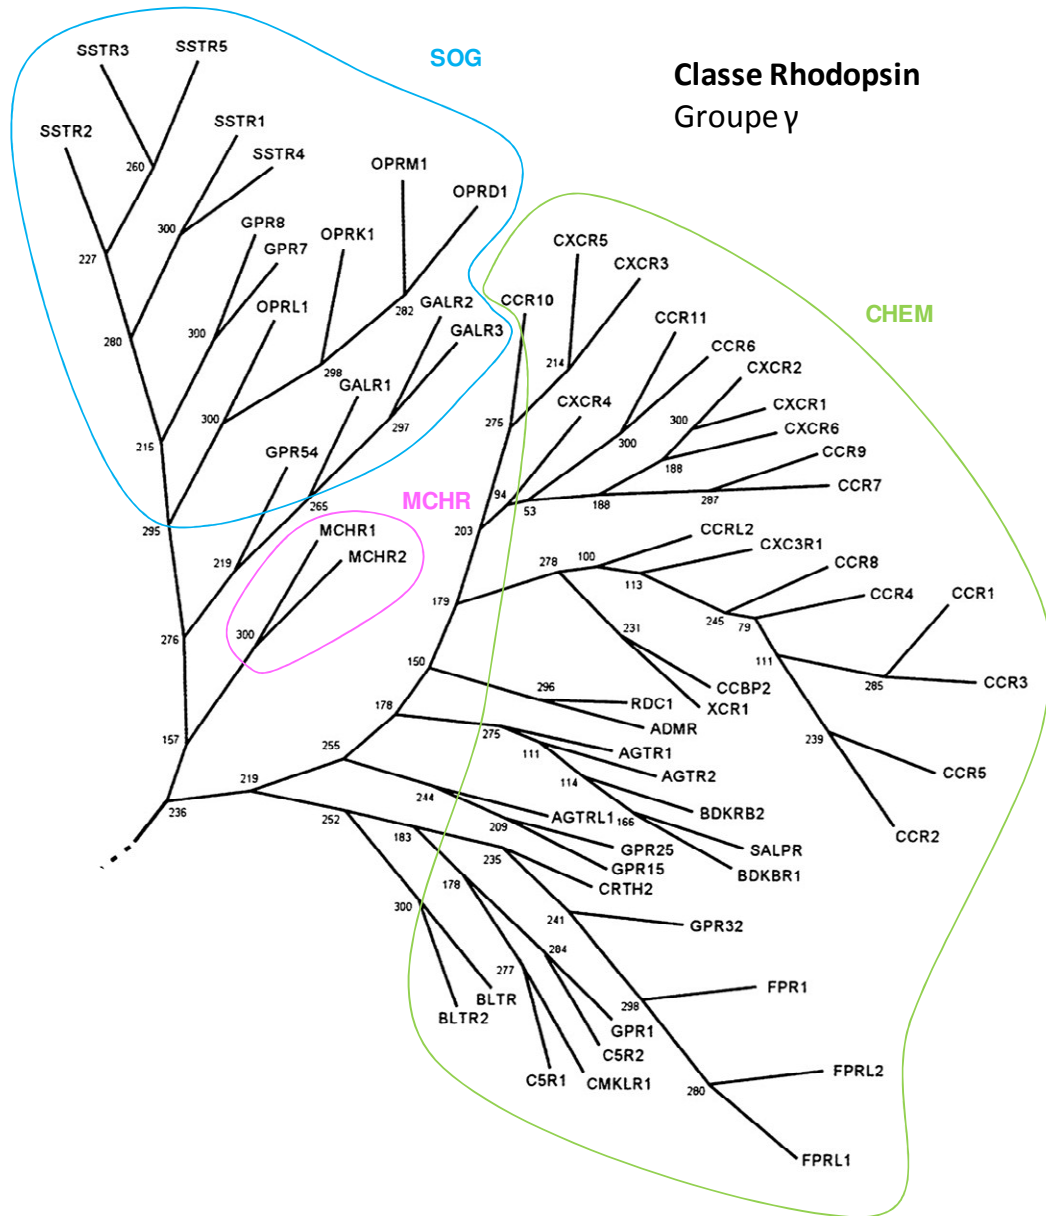 SSTR3
SSTR5
SOG
Classe Rhodopsin
Groupe γ
SSTR2
SSTR1
SSTR4
260
OPRM1
OPRD1
300
GPR8
GPR7
OPRK1
227
CXCR5
CXCR3
CCR10
GALR2
GALR3
282
OPRL1
CHEM
CCR11
CCR6
CXCR2
280
300
298
214
GALR1
CXCR4
CXCR1
300
300
CXCR6
215
297
275
300
CCR9
GPR54
188
CCR7
265
MCHR
94
53
188
287
295
203
MCHR1
MCHR2
CCRL2
CXC3R1
219
278
100
113
CCR8
CCR4
CCR1
276
300
179
245
79
231
111
150
285
CCR3
CCBP2
XCR1
296
RDC1
ADMR
178
275
157
255
111
AGTR1
AGTR2
239
219
114
CCR5
244
236
252
AGTRL1
166
BDKRB2
209
183
CCR2
GPR25
SALPR
235
GPR15
BDKBR1
178
CRTH2
300
241
GPR32
284
277
BLTR
298
FPR1
BLTR2
GPR1
C5R2
C5R1
CMKLR1
280
FPRL2
FPRL1